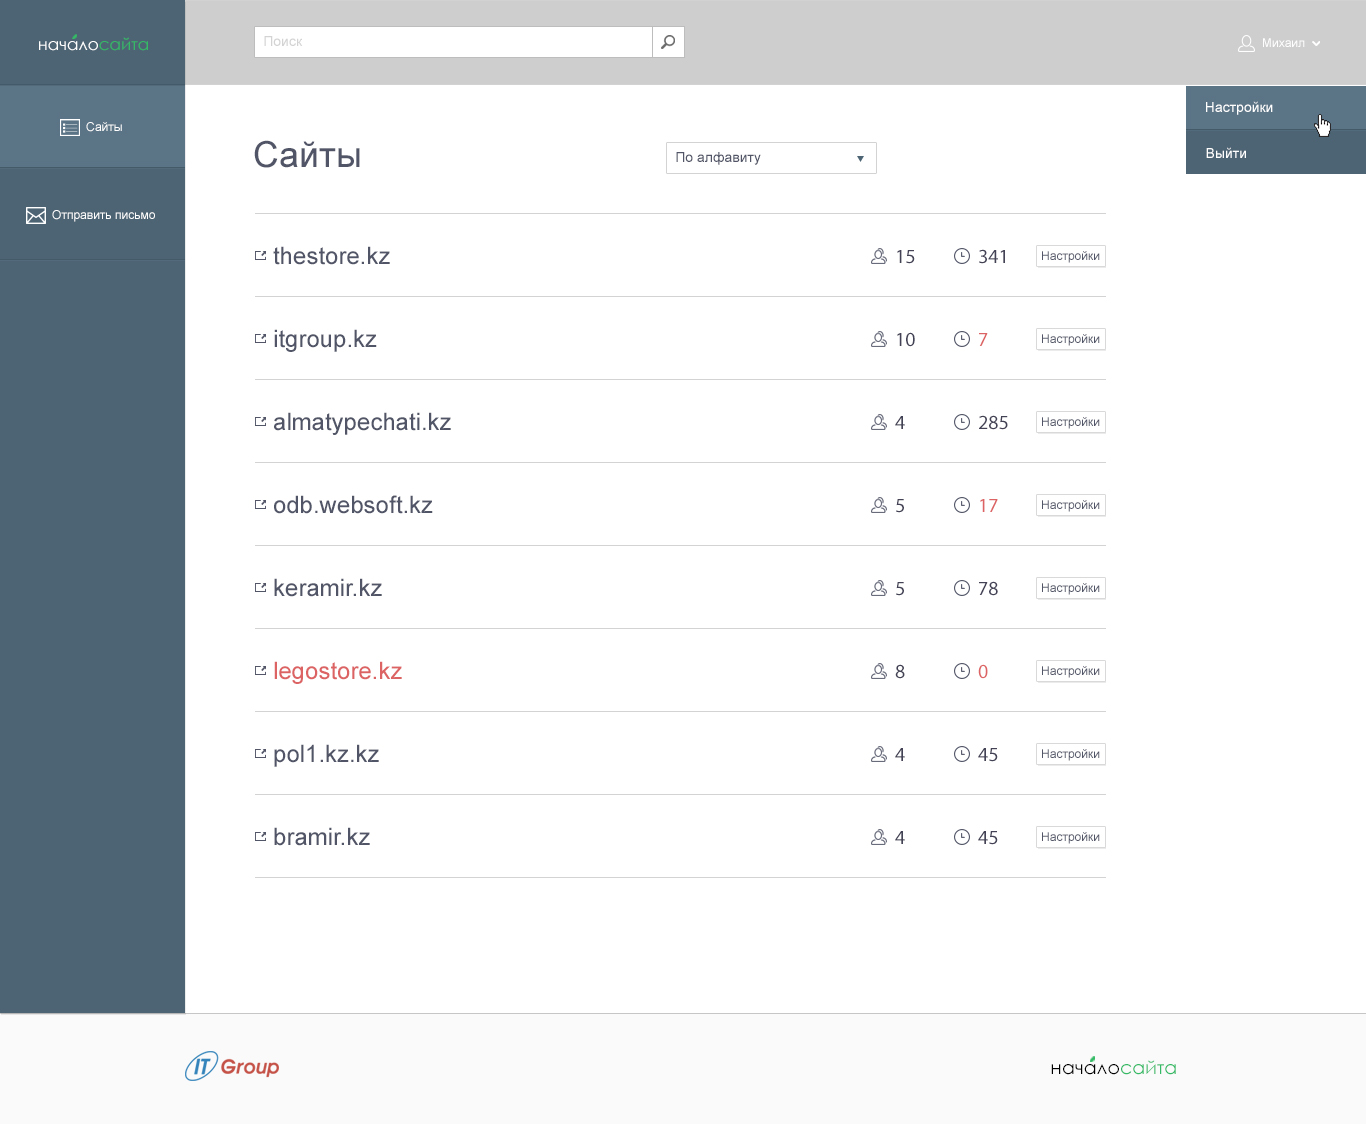 началосайта
Поиск
Михаил
Настройки
Выйти
Сайты
Отправить письмо
Сайты
По алфавиту
thestore.kz 15 341 Настройки
itgroup.kz 10 7 Настройки
almatypechati.kz 4 285 Настройки
odb.websoft.kz 5 17 Настройки
keramir.kz 5 78 Настройки
legostore.kz 8 0 Настройки
pol1.kz.kz 4 45 Настройки
bramir.kz 4 45 Настройки
IT Group
началосайта